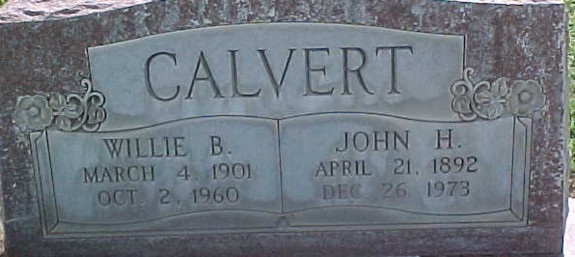 CALVERT
WILLIE B.
MARCH 4, 1901
OCT. 2, 1960
JOHN H.
APRIL 21, 1892
DEC. 26, 1973